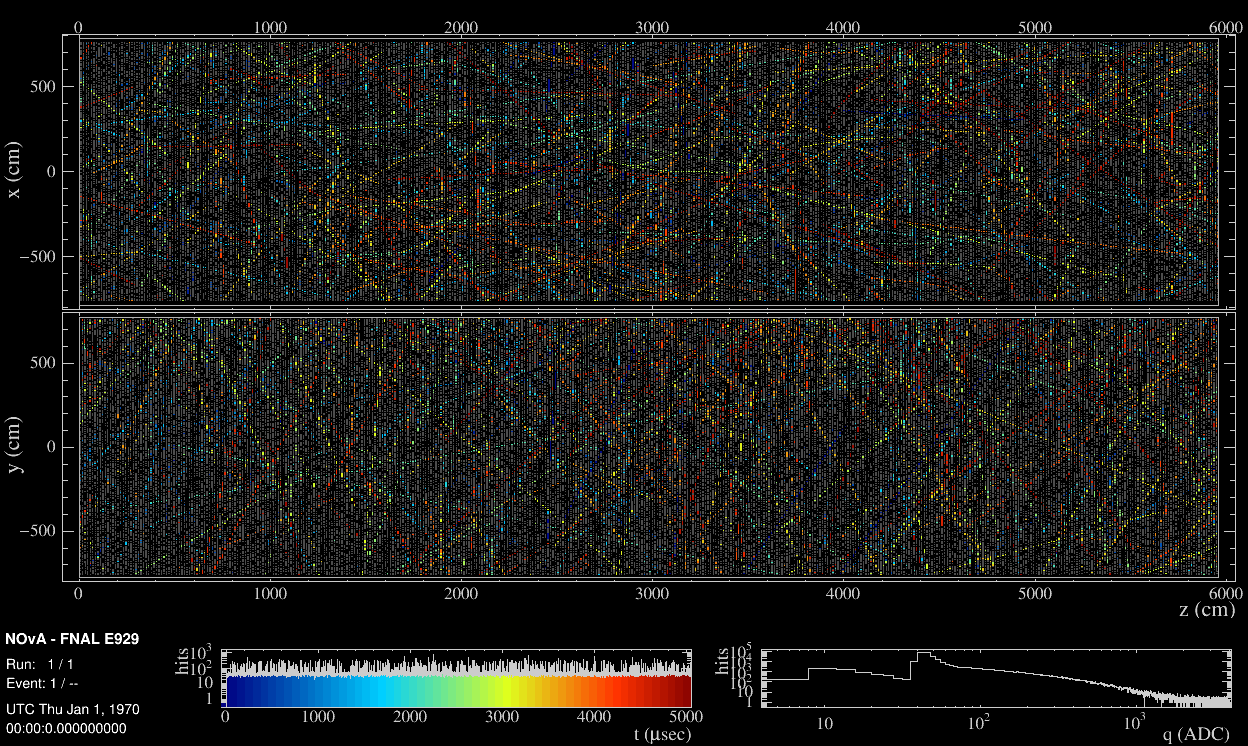 0 1000 2000 3000 4000 5000 6000
500
0
−500
x (cm)
500
0
−500
y (cm)
0 1000 2000 3000 4000 5000 6000
z (cm)
NOvA - FNAL E929
Run: 1 / 1
Event: 1 / --
UTC Thu Jan 1, 1970
00:00:0.000000000
hits
10³
10²
10
1
0 1000 2000 3000 4000 5000
t (μsec)
hits
10⁵
10⁴
10³
10²
10
1
10 10² 10³
q (ADC)